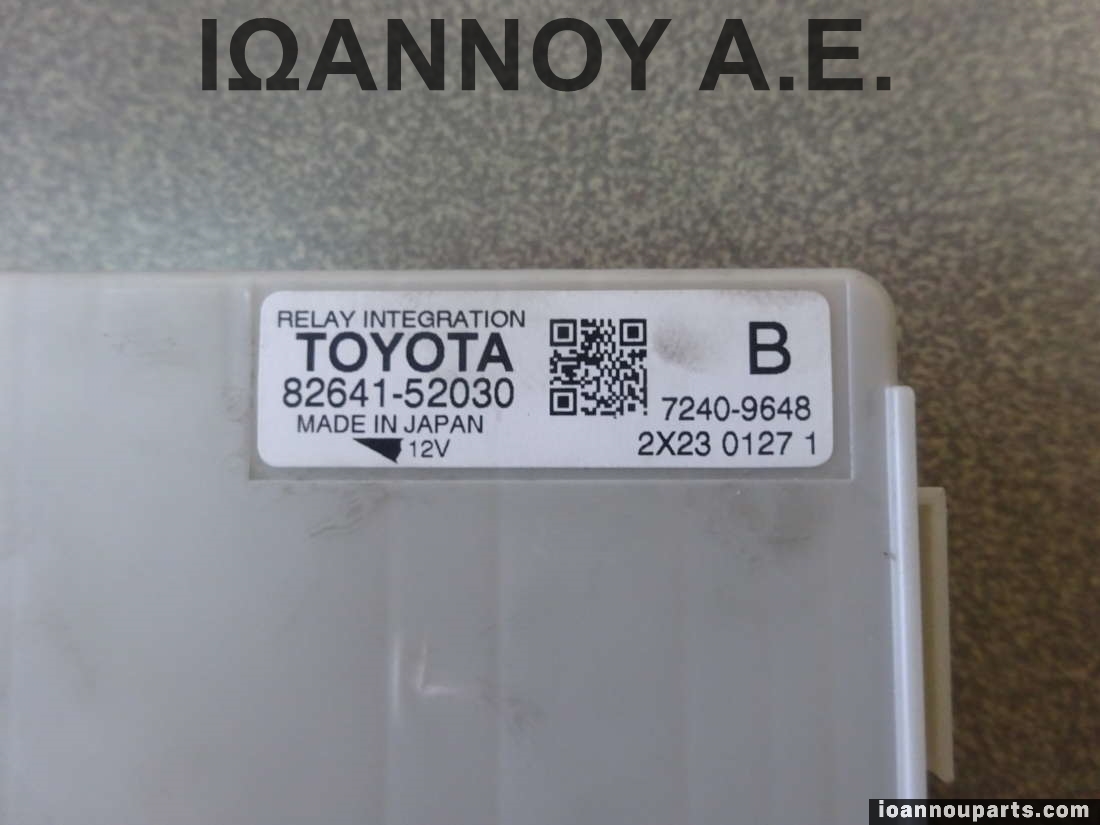 ΙΩΑΝΝΟΥ Α.Ε.
RELAY INTEGRATION
TOYOTA
82641-52030
MADE IN JAPAN
12V
B
7240-9648
2X23 0127 1
ioannouparts.com